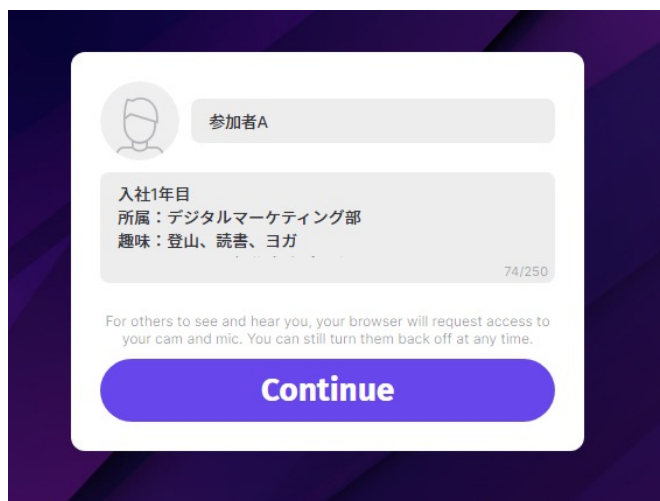 参加者A
入社1年目
所属：デジタルマーケティング部
趣味：登山、読書、ヨガ
74/250
For others to see and hear you, your browser will request access to
your cam and mic. You can still turn them back off at any time.
Continue